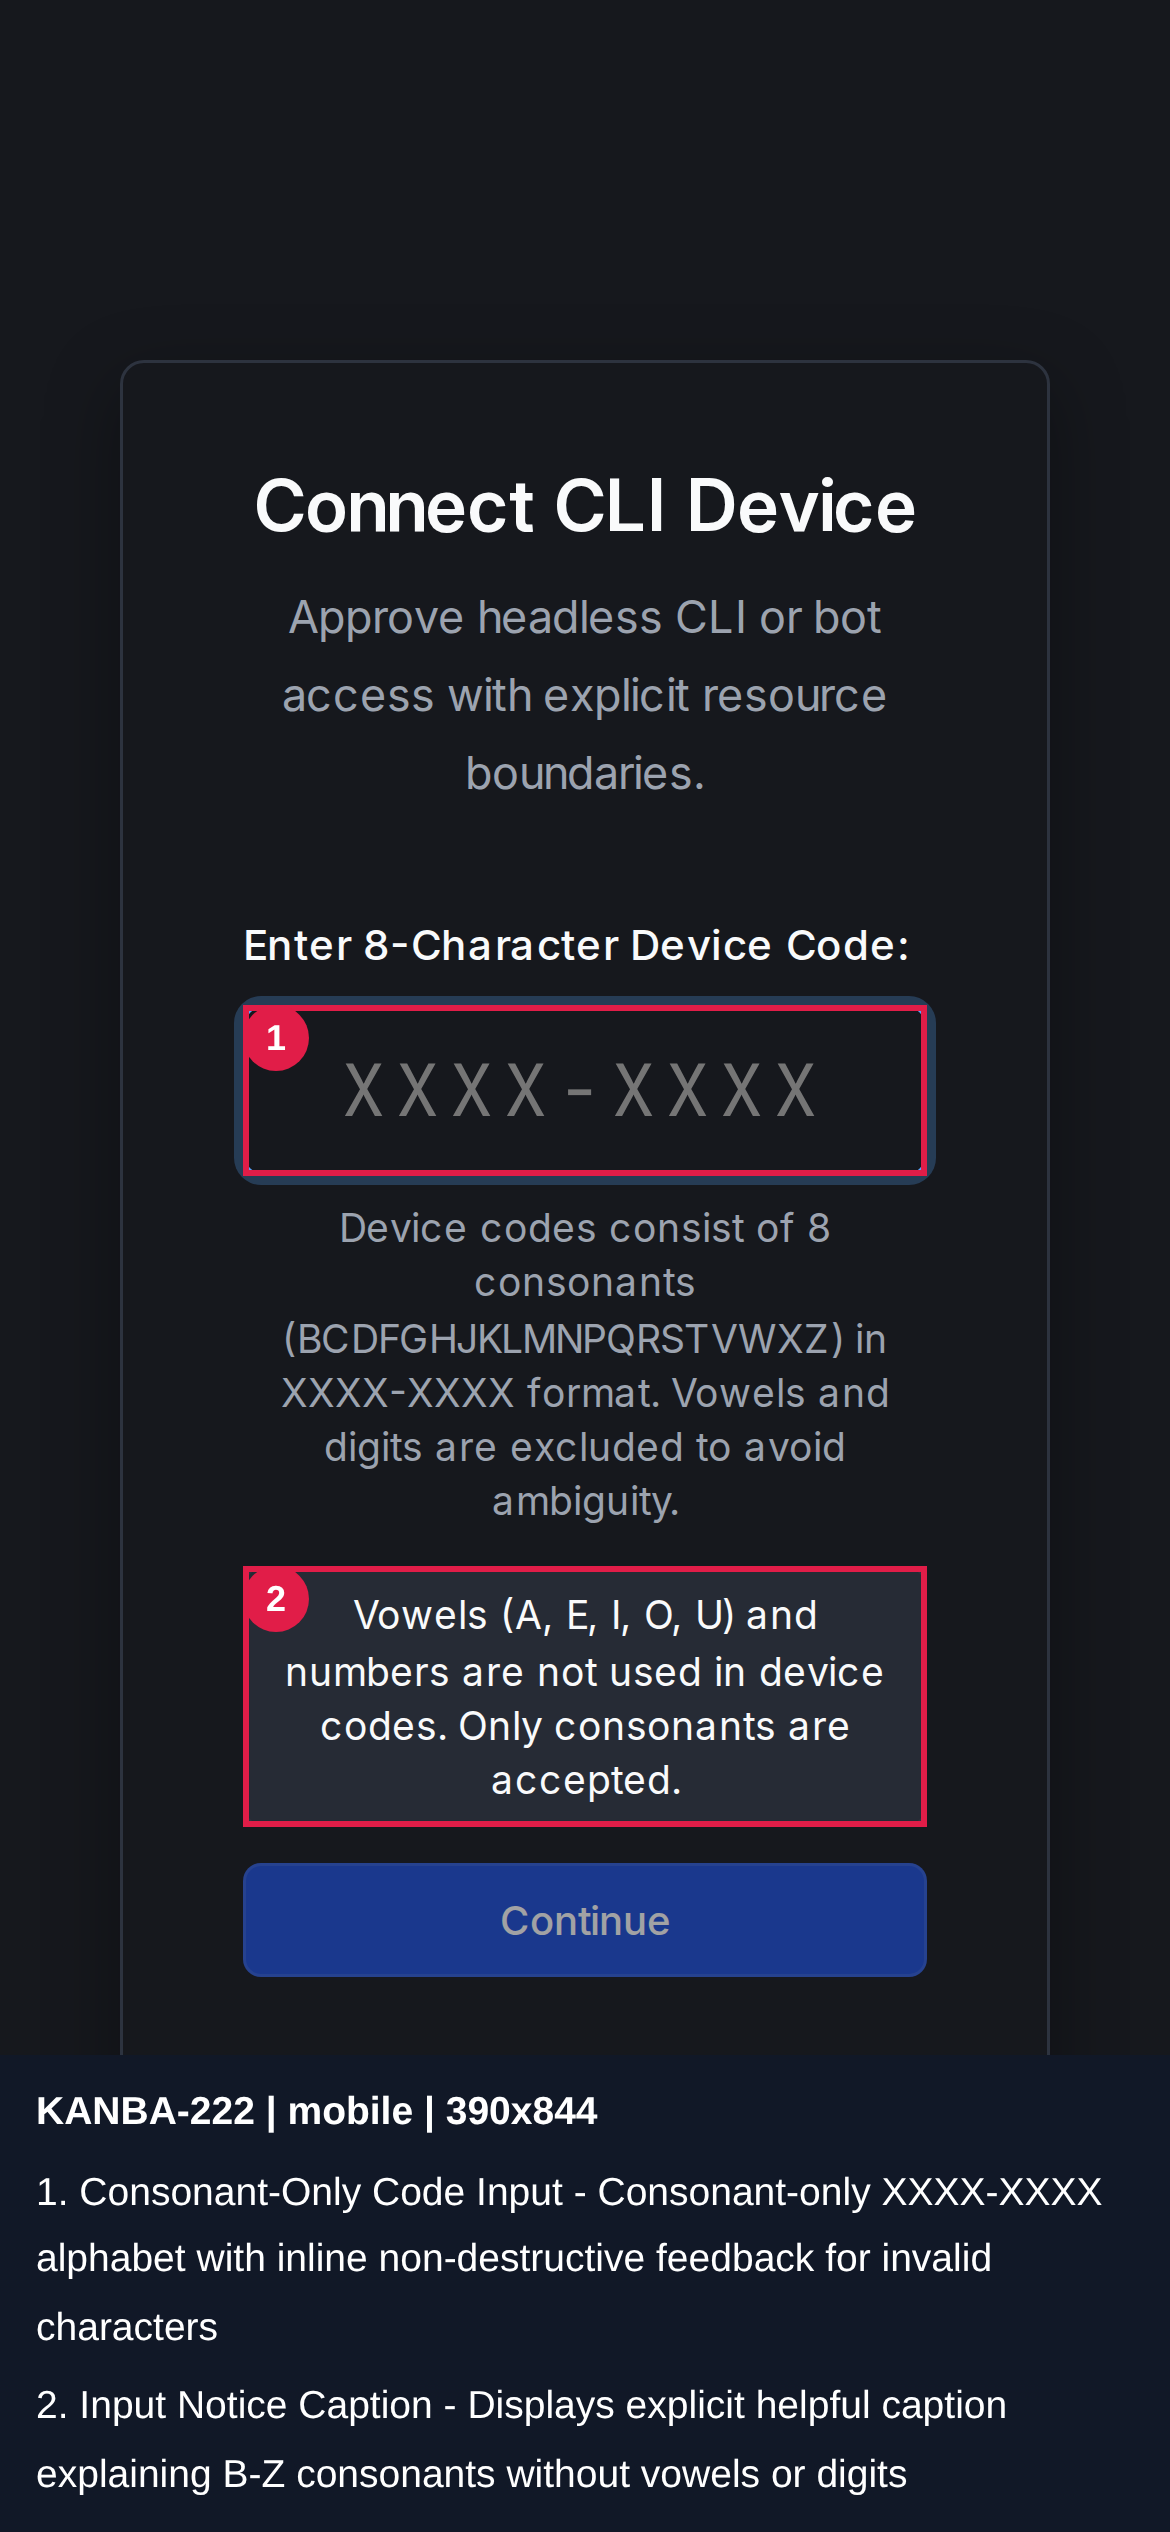 Connect CLI Device
Approve headless CLI or bot
access with explicit resource
boundaries.
Enter 8-Character Device Code:
1
XXXX-XXXX
Device codes consist of 8
consonants
(BCDFGHJKLMNPQRSTVWXZ) in
XXXX-XXXX format. Vowels and
digits are excluded to avoid
ambiguity.
2
Vowels (A, E, I, O, U) and
numbers are not used in device
codes. Only consonants are
accepted.
Continue
KANBA-222 | mobile | 390x844
1. Consonant-Only Code Input - Consonant-only XXXX-XXXX
alphabet with inline non-destructive feedback for invalid
characters
2. Input Notice Caption - Displays explicit helpful caption
explaining B-Z consonants without vowels or digits